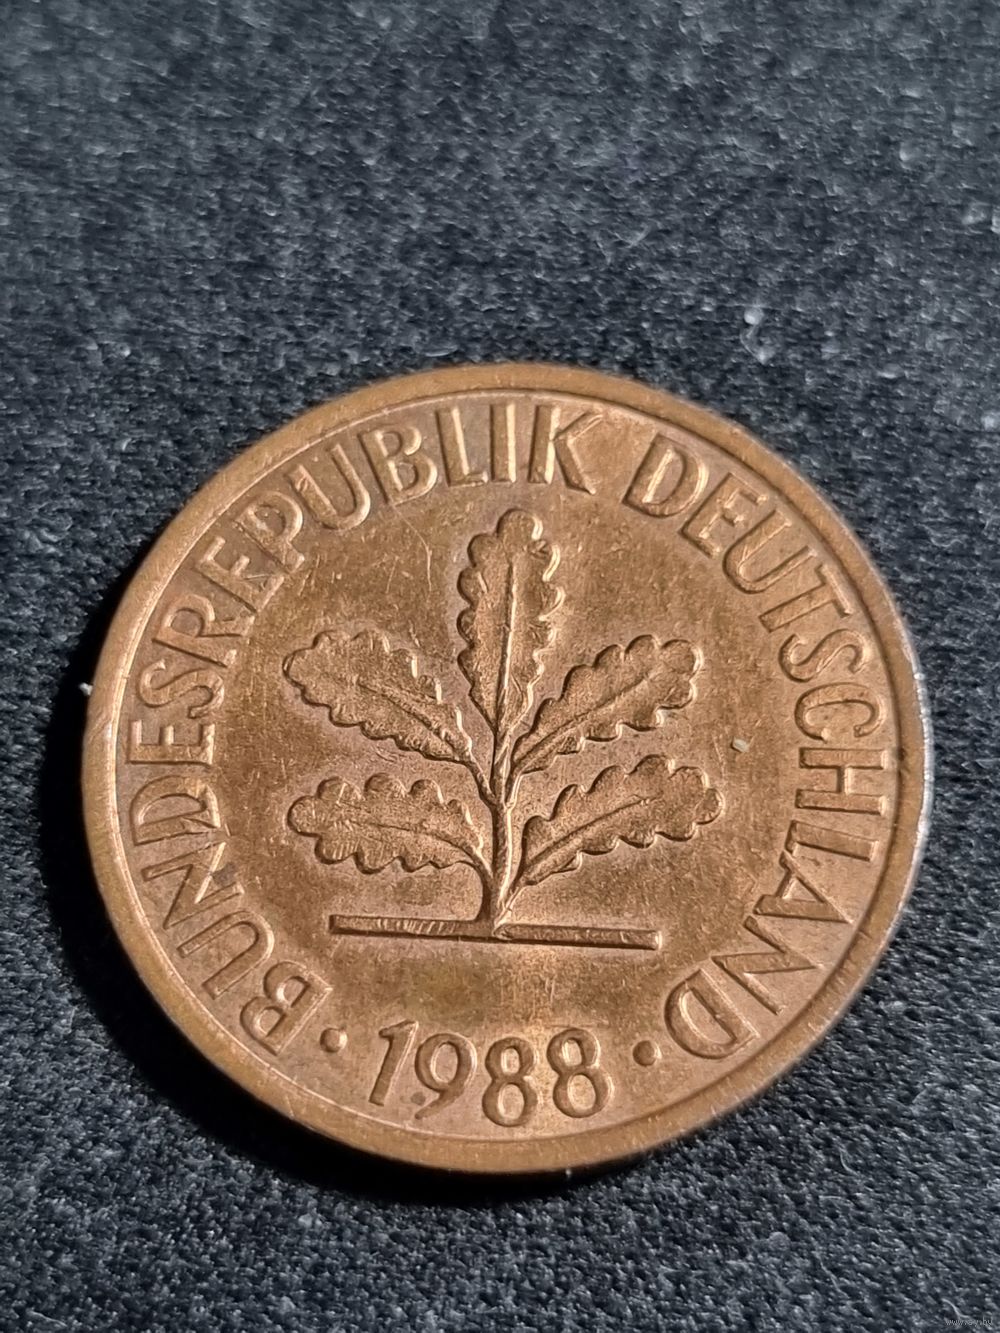 · BUNDESREPUBLIK DEUTSCHLAND ·
1988